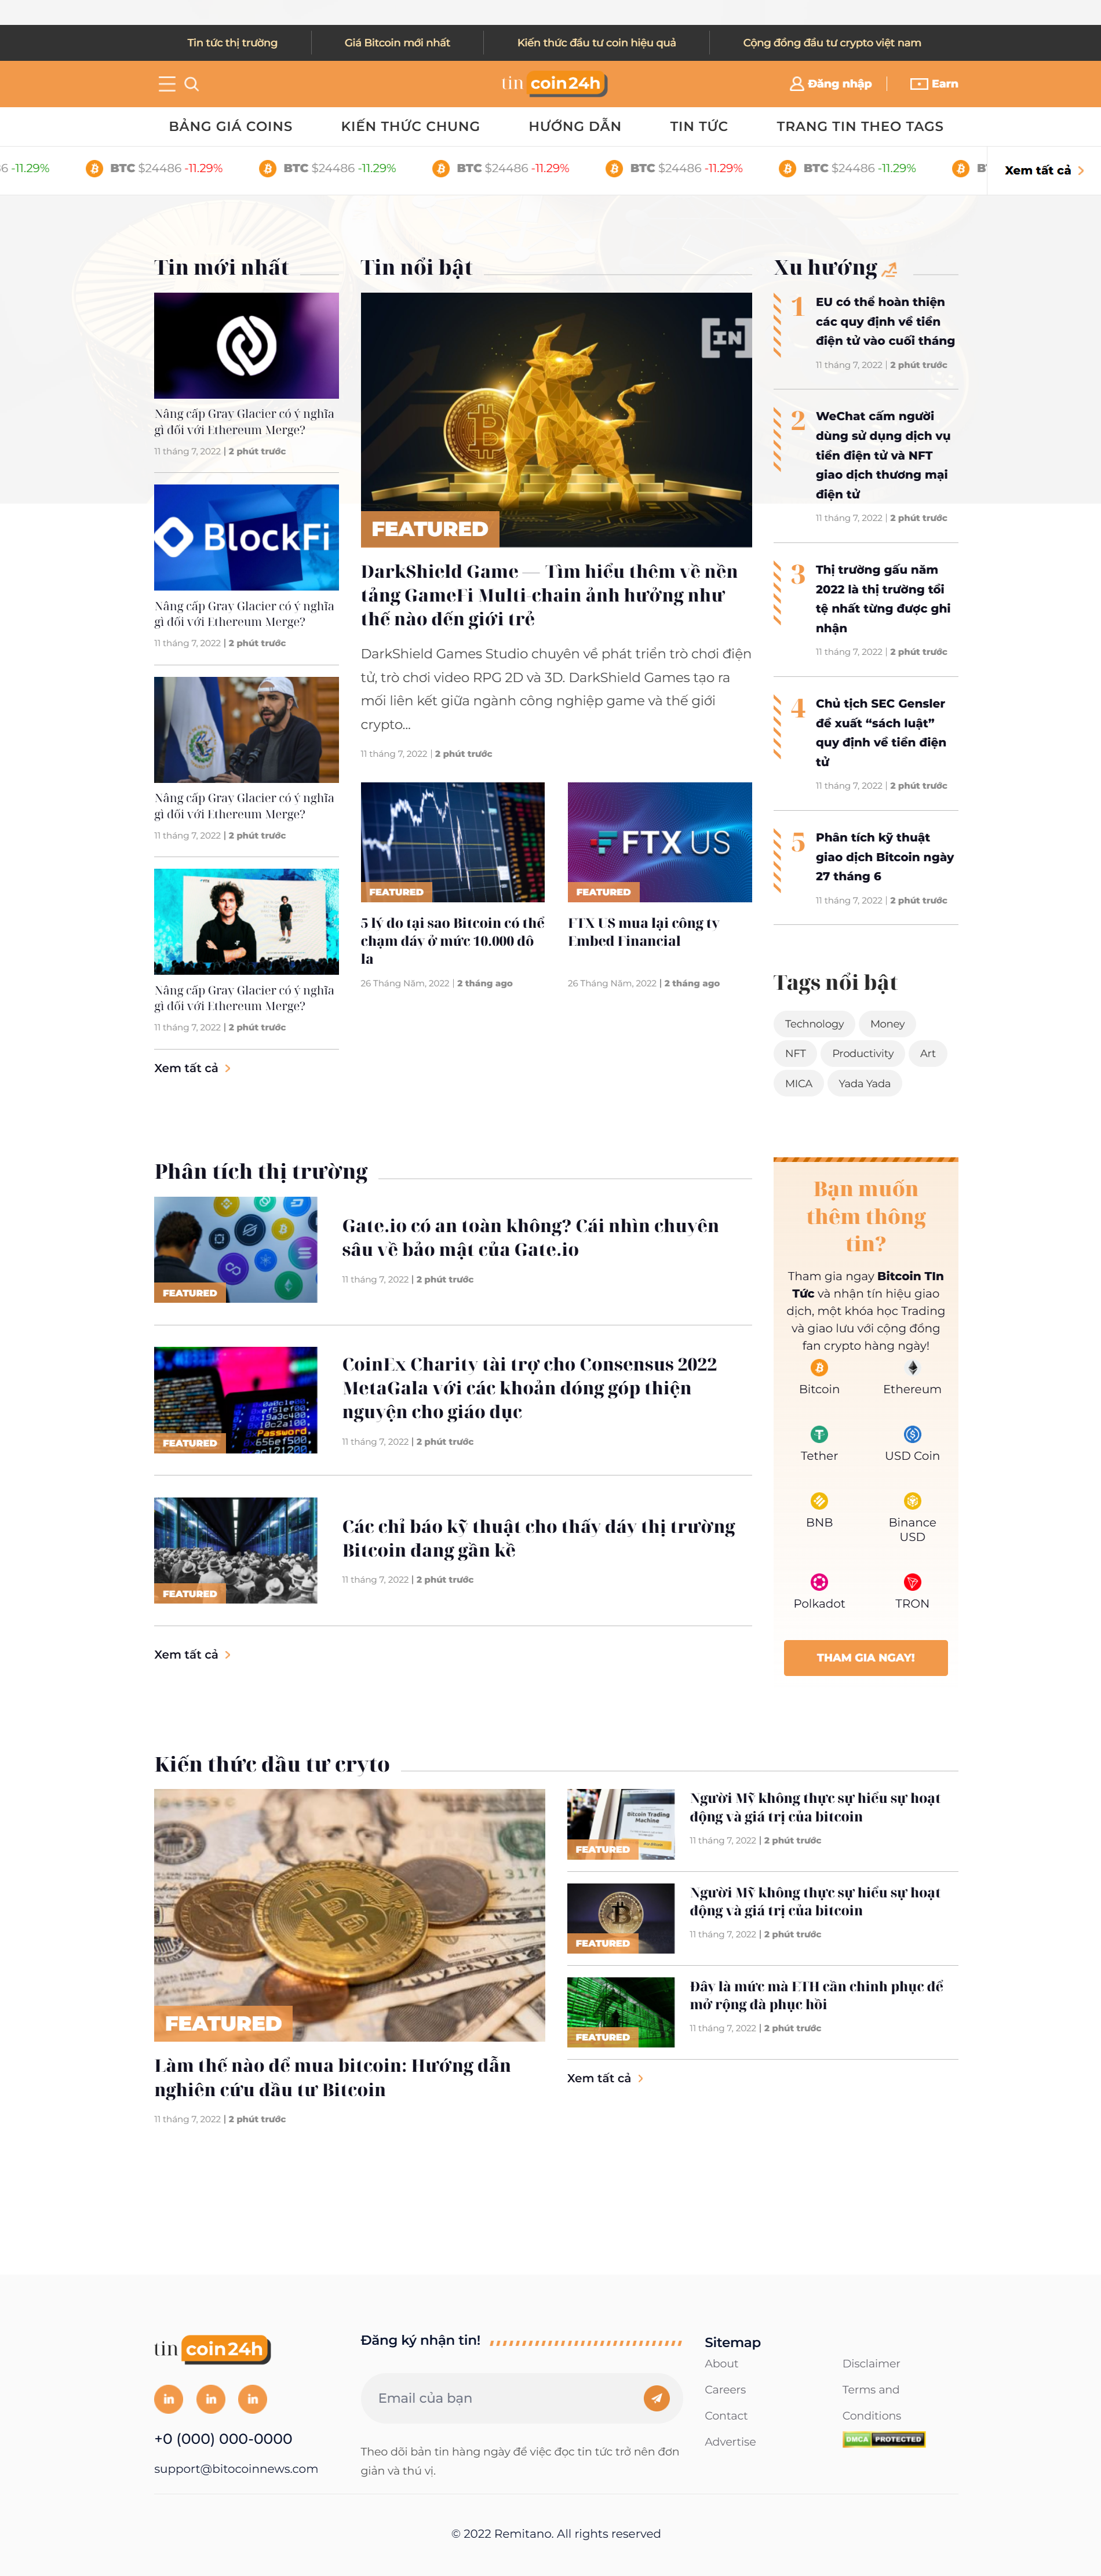 Tin tức thị trường
Giá Bitcoin mới nhất
Kiến thức đầu tư coin hiệu quả
Cộng đồng đầu tư crypto việt nam
tin coin24h
Đăng nhập
Earn
BẢNG GIÁ COINS
KIẾN THỨC CHUNG
HƯỚNG DẪN
TIN TỨC
TRANG TIN THEO TAGS
6 -11.29%
BTC $24486 -11.29%
BTC $24486 -11.29%
BTC $24486 -11.29%
BTC $24486 -11.29%
BTC $24486 -11.29%
Xem tất cả
Tin mới nhất
Nâng cấp Gray Glacier có ý nghĩa
gì đối với Ethereum Merge?
11 tháng 7, 2022 | 2 phút trước
BlockFi
Nâng cấp Gray Glacier có ý nghĩa
gì đối với Ethereum Merge?
11 tháng 7, 2022 | 2 phút trước
Nâng cấp Gray Glacier có ý nghĩa
gì đối với Ethereum Merge?
11 tháng 7, 2022 | 2 phút trước
Nâng cấp Gray Glacier có ý nghĩa
gì đối với Ethereum Merge?
11 tháng 7, 2022 | 2 phút trước
Xem tất cả
Tin nổi bật
IN
FEATURED
DarkShield Game — Tìm hiểu thêm về nền
tảng GameFi Multi-chain ảnh hưởng như
thế nào đến giới trẻ
DarkShield Games Studio chuyên về phát triển trò chơi điện
tử, trò chơi video RPG 2D và 3D. DarkShield Games tạo ra
mối liên kết giữa ngành công nghiệp game và thế giới
crypto...
11 tháng 7, 2022 | 2 phút trước
FEATURED
5 lý do tại sao Bitcoin có thể
chạm đáy ở mức 10.000 đô
la
26 Tháng Năm, 2022 | 2 tháng ago
FTX US
FEATURED
FTX US mua lại công ty
Embed Financial
26 Tháng Năm, 2022 | 2 tháng ago
Xu hướng
1
EU có thể hoàn thiện
các quy định về tiền
điện tử vào cuối tháng
11 tháng 7, 2022 | 2 phút trước
2
WeChat cấm người
dùng sử dụng dịch vụ
tiền điện tử và NFT
giao dịch thương mại
điện tử
11 tháng 7, 2022 | 2 phút trước
3
Thị trường gấu năm
2022 là thị trường tồi
tệ nhất từng được ghi
nhận
11 tháng 7, 2022 | 2 phút trước
4
Chủ tịch SEC Gensler
đề xuất “sách luật”
quy định về tiền điện
tử
11 tháng 7, 2022 | 2 phút trước
5
Phân tích kỹ thuật
giao dịch Bitcoin ngày
27 tháng 6
11 tháng 7, 2022 | 2 phút trước
Tags nổi bật
Technology
Money
NFT
Productivity
Art
MICA
Yada Yada
Phân tích thị trường
FEATURED
Gate.io có an toàn không? Cái nhìn chuyên
sâu về bảo mật của Gate.io
11 tháng 7, 2022 | 2 phút trước
Password
FEATURED
CoinEx Charity tài trợ cho Consensus 2022
MetaGala với các khoản đóng góp thiện
nguyện cho giáo dục
11 tháng 7, 2022 | 2 phút trước
FEATURED
Các chỉ báo kỹ thuật cho thấy đáy thị trường
Bitcoin đang gần kề
11 tháng 7, 2022 | 2 phút trước
Xem tất cả
Bạn muốn
thêm thông
tin?
Tham gia ngay Bitcoin TIn
Tức và nhận tín hiệu giao
dịch, một khóa học Trading
và giao lưu với cộng đồng
fan crypto hàng ngày!
Bitcoin
Ethereum
Tether
USD Coin
BNB
Binance
USD
Polkadot
TRON
THAM GIA NGAY!
Kiến thức đầu tư cryto
FEATURED
Làm thế nào để mua bitcoin: Hướng dẫn
nghiên cứu đầu tư Bitcoin
11 tháng 7, 2022 | 2 phút trước
Bitcoin Trading
Machine
FEATURED
Người Mỹ không thực sự hiểu sự hoạt
động và giá trị của bitcoin
11 tháng 7, 2022 | 2 phút trước
FEATURED
Người Mỹ không thực sự hiểu sự hoạt
động và giá trị của bitcoin
11 tháng 7, 2022 | 2 phút trước
FEATURED
Đây là mức mà ETH cần chinh phục để
mở rộng đà phục hồi
11 tháng 7, 2022 | 2 phút trước
Xem tất cả
tin coin24h
in
in
in
+0 (000) 000-0000
support@bitocoinnews.com
Đăng ký nhận tin!
Email của bạn
Theo dõi bản tin hàng ngày để việc đọc tin tức trở nên đơn
giản và thú vị.
Sitemap
About
Careers
Contact
Advertise
Disclaimer
Terms and
Conditions
DMCA PROTECTED
© 2022 Remitano. All rights reserved